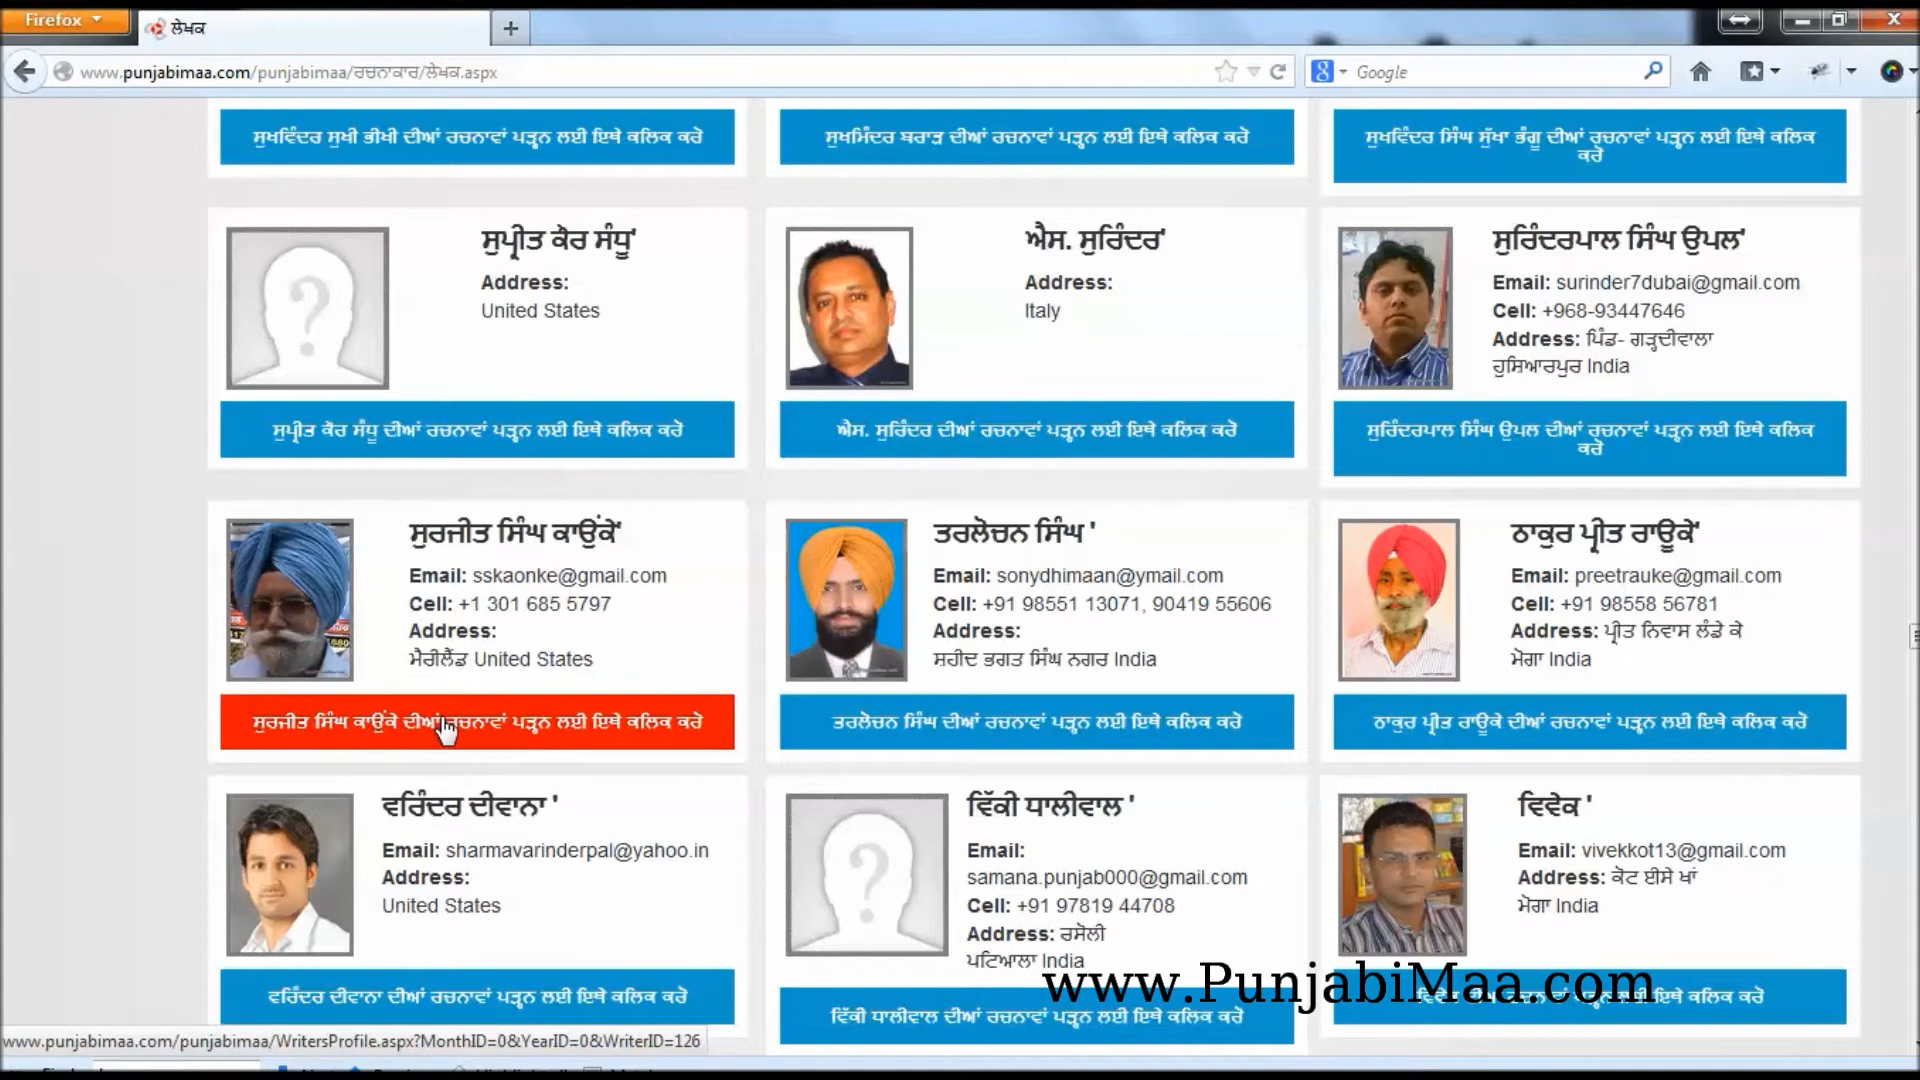 Firefox
ਲੇਖਕ
www.punjabimaa.com/punjabimaa/ਰਚਨਾਕਾਰ/ਲੇਖਕ.aspx
Google
ਸੁਖਵਿੰਦਰ ਸੁਖੀ ਭੀਖੀ ਦੀਆਂ ਰਚਨਾਵਾਂ ਪੜ੍ਹਨ ਲਈ ਇਥੇ ਕਲਿਕ ਕਰੋ
ਸੁਖਮਿੰਦਰ ਬਰਾੜ ਦੀਆਂ ਰਚਨਾਵਾਂ ਪੜ੍ਹਨ ਲਈ ਇਥੇ ਕਲਿਕ ਕਰੋ
ਸੁਖਵਿੰਦਰ ਸਿੰਘ ਸੁੱਖਾ ਭੰਗੂ ਦੀਆਂ ਰਚਨਾਵਾਂ ਪੜ੍ਹਨ ਲਈ ਇਥੇ ਕਲਿਕ
ਕਰੋ
ਸੁਪ੍ਰੀਤ ਕੋਰ ਸੰਧੂ'
Address:
United States
ਸੁਪ੍ਰੀਤ ਕੋਰ ਸੰਧੂ ਦੀਆਂ ਰਚਨਾਵਾਂ ਪੜ੍ਹਨ ਲਈ ਇਥੇ ਕਲਿਕ ਕਰੋ
ਐਸ. ਸੁਰਿੰਦਰ'
Address:
Italy
ਐਸ. ਸੁਰਿੰਦਰ ਦੀਆਂ ਰਚਨਾਵਾਂ ਪੜ੍ਹਨ ਲਈ ਇਥੇ ਕਲਿਕ ਕਰੋ
ਸੁਰਿੰਦਰਪਾਲ ਸਿੰਘ ਉਪਲ'
Email: surinder7dubai@gmail.com
Cell: +968-93447646
Address: ਪਿੰਡ- ਗੜ੍ਹਦੀਵਾਲਾ
ਹੁਸਿਆਰਪੁਰ India
ਸੁਰਿੰਦਰਪਾਲ ਸਿੰਘ ਉਪਲ ਦੀਆਂ ਰਚਨਾਵਾਂ ਪੜ੍ਹਨ ਲਈ ਇਥੇ ਕਲਿਕ
ਕਰੋ
ਸੁਰਜੀਤ ਸਿੰਘ ਕਾਉਂਕੇ'
Email: sskaonke@gmail.com
Cell: +1 301 685 5797
Address:
ਮੈਰੀਲੈਂਡ United States
ਸੁਰਜੀਤ ਸਿੰਘ ਕਾਉਂਕੇ ਦੀਆਂ ਰਚਨਾਵਾਂ ਪੜ੍ਹਨ ਲਈ ਇਥੇ ਕਲਿਕ ਕਰੋ
ਤਰਲੋਚਨ ਸਿੰਘ '
Email: sonydhimaan@ymail.com
Cell: +91 98551 13071, 90419 55606
Address:
ਸਹੀਦ ਭਗਤ ਸਿੰਘ ਨਗਰ India
ਤਰਲੋਚਨ ਸਿੰਘ ਦੀਆਂ ਰਚਨਾਵਾਂ ਪੜ੍ਹਨ ਲਈ ਇਥੇ ਕਲਿਕ ਕਰੋ
ਠਾਕੁਰ ਪ੍ਰੀਤ ਰਾਊਕੇ'
Email: preetrauke@gmail.com
Cell: +91 98558 56781
Address: ਪ੍ਰੀਤ ਨਿਵਾਸ ਲੰਡੇ ਕੇ
ਮੋਗਾ India
ਠਾਕੁਰ ਪ੍ਰੀਤ ਰਾਊਕੇ ਦੀਆਂ ਰਚਨਾਵਾਂ ਪੜ੍ਹਨ ਲਈ ਇਥੇ ਕਲਿਕ ਕਰੋ
ਵਰਿੰਦਰ ਦੀਵਾਨਾ '
Email: sharmavarinderpal@yahoo.in
Address:
United States
ਵਰਿੰਦਰ ਦੀਵਾਨਾ ਦੀਆਂ ਰਚਨਾਵਾਂ ਪੜ੍ਹਨ ਲਈ ਇਥੇ ਕਲਿਕ ਕਰੋ
ਵਿੱਕੀ ਧਾਲੀਵਾਲ '
Email:
samana.punjab000@gmail.com
Cell: +91 97819 44708
Address: ਰਸੋਲੀ
ਪਟਿਆਲਾ India
ਵਿੱਕੀ ਧਾਲੀਵਾਲ ਦੀਆਂ ਰਚਨਾਵਾਂ ਪੜ੍ਹਨ ਲਈ ਇਥੇ ਕਲਿਕ ਕਰੋ
ਵਿਵੇਕ '
Email: vivekkot13@gmail.com
Address: ਕੋਟ ਈਸੇ ਖਾਂ
ਮੋਗਾ India
ਇਥੇ ਕਲਿਕ ਕਰੋ
www.PunjabiMaa.com
www.punjabimaa.com/punjabimaa/WritersProfile.aspx?MonthID=0&YearID=0&WriterID=126